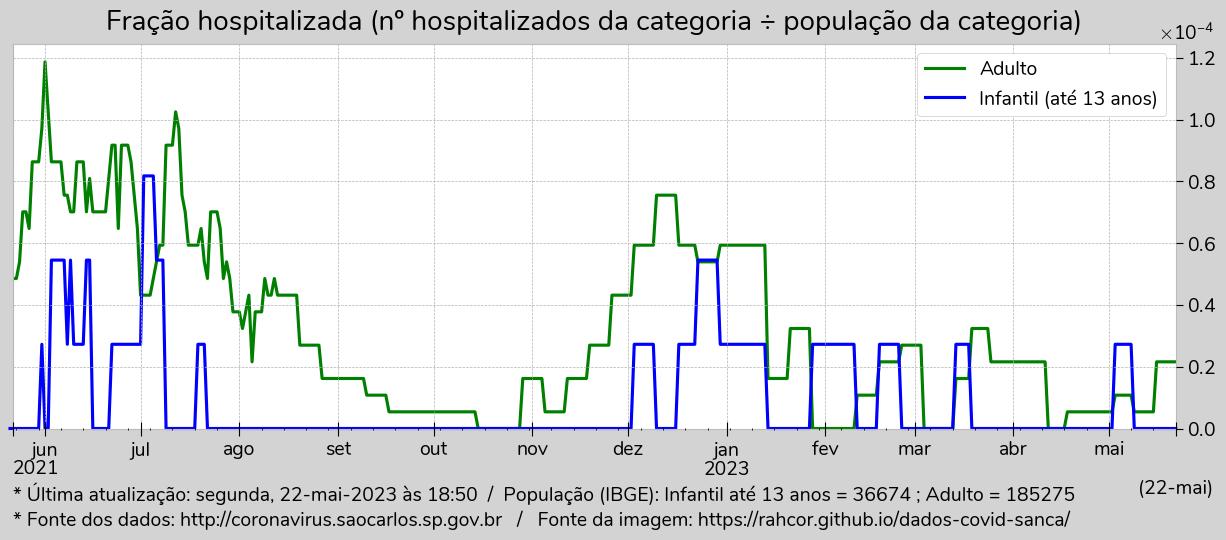 Fração hospitalizada (nº hospitalizados da categoria ÷ população da categoria)
×10⁻⁴
Adulto
Infantil (até 13 anos)
1.2
1.0
0.8
0.6
0.4
0.2
0.0
jun jul ago set out nov dez jan fev mar abr mai
2021 2023
(22-mai)
* Última atualização: segunda, 22-mai-2023 às 18:50 / População (IBGE): Infantil até 13 anos = 36674 ; Adulto = 185275
* Fonte dos dados: http://coronavirus.saocarlos.sp.gov.br / Fonte da imagem: https://rahcor.github.io/dados-covid-sanca/